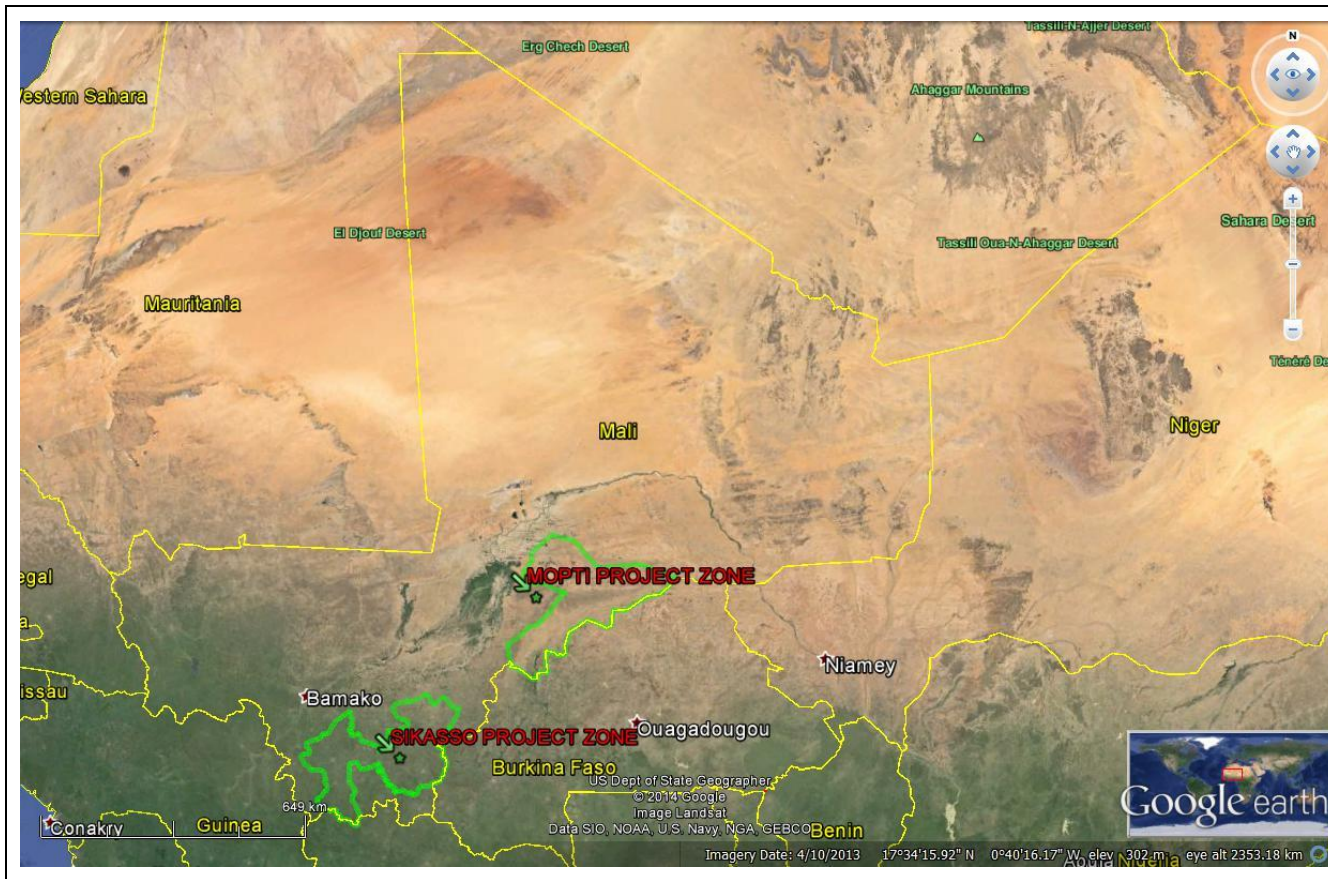 Tassili-N-Ajjer Desert
Erg Chech Desert
N
Western Sahara
Ahaggar Mountains
Sahara Desert
El Djouf Desert
Tassili Oua-N-Ahaggar Desert
Mauritania
Ténéré De
Mali
Niger
egal
MOPTI PROJECT ZONE
a
Niamey
issau
Bamako
Ouagadougou
SIKASSO PROJECT ZONE
Burkina Faso
US Dept of State Geographer
© 2014 Google
Image Landsat
Data SIO, NOAA, U.S. Navy, NGA, GEBCO
649 km
Conakry
Guinea
Benin
Google earth
Imagery Date: 4/10/2013 17°34'15.92" N 0°40'16.17" W elev 302 m eye alt 2353.18 km
Abuja Nigeria